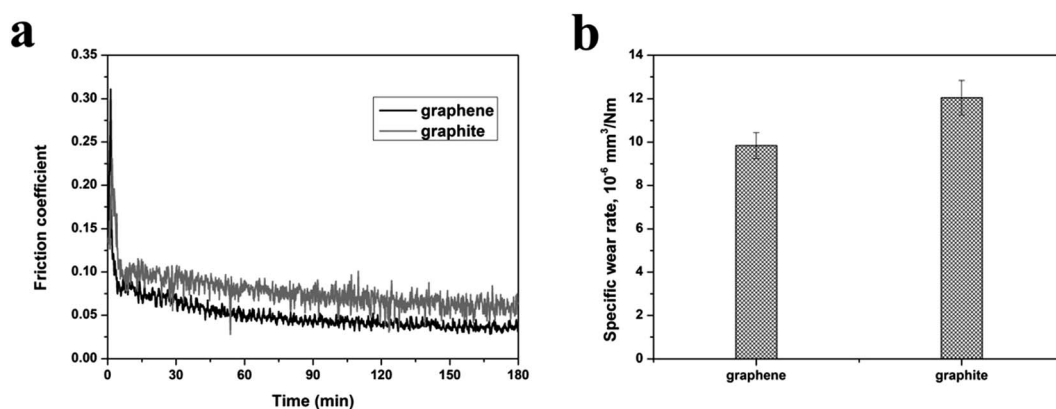 a
0.35
0.30
0.25
0.20
0.15
0.10
0.05
0.00
Friction coefficient
graphene
graphite
0
30
60
90
120
150
180
Time (min)
b
14
12
10
8
6
4
2
0
Specific wear rate, 10⁻⁶ mm³/Nm
graphene
graphite